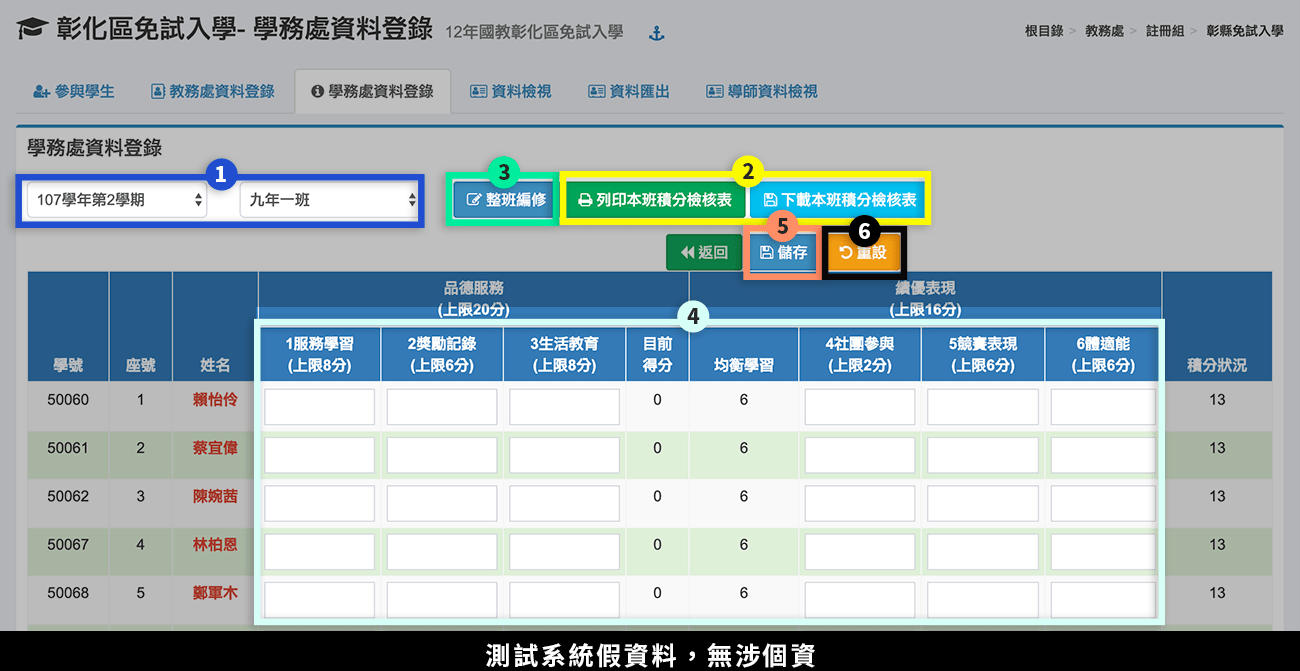 彰化區免試入學- 學務處資料登錄 12年國教彰化區免試入學
根目錄 > 教務處 > 註冊組 > 彰縣免試入學
參與學生 教務處資料登錄 學務處資料登錄 資料檢視 資料匯出 導師資料檢視
學務處資料登錄
1 3 2
107學年第2學期 九年一班 整班編修 列印本班積分檢核表 下載本班積分檢核表
5 6
返回 儲存 重設
品德服務 績優表現
(上限20分) (上限16分)
4
1服務學習 2獎勵記錄 3生活教育 目前 4社團參與 5競賽表現 6體適能
學號 座號 姓名 (上限8分) (上限6分) (上限8分) 得分 均衡學習 (上限2分) (上限6分) (上限6分) 積分狀況
50060 1 賴怡伶 0 6 13
50061 2 蔡宜偉 0 6 13
50062 3 陳婉茜 0 6 13
50067 4 林柏恩 0 6 13
50068 5 鄭軍木 0 6 13
測試系統假資料，無涉個資